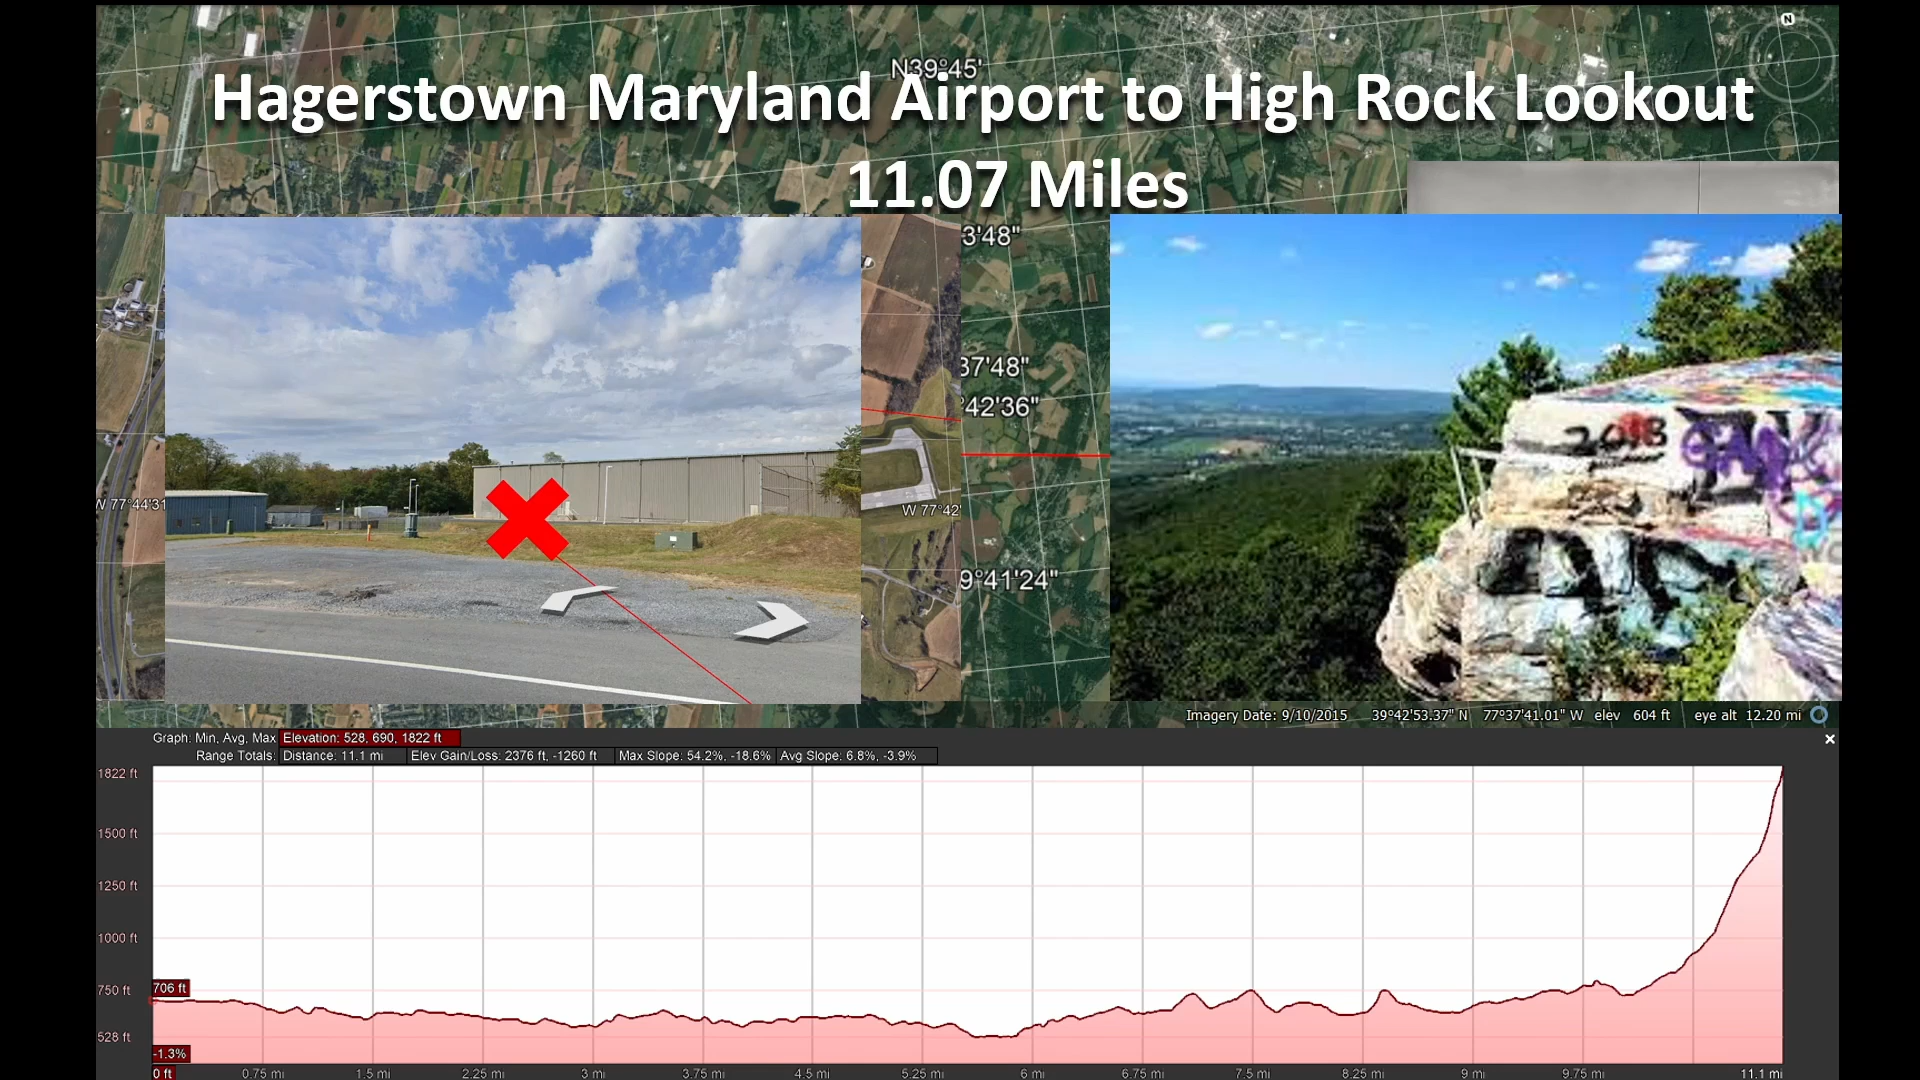 N
N39°45'
Hagerstown Maryland Airport to High Rock Lookout
11.07 Miles
3'48"
37'48"
°42'36"
2018
W 77°44'31
W 77°42'
9°41'24"
Imagery Date: 9/10/2015 39°42'53.37" N 77°37'41.01" W elev 604 ft eye alt 12.20 mi
Graph: Min, Avg, Max Elevation: 528, 690, 1822 ft
Range Totals: Distance: 11.1 mi Elev Gain/Loss: 2376 ft, -1260 ft Max Slope: 54.2%, -18.6% Avg Slope: 6.8%, -3.9%
1822 ft
1500 ft
1250 ft
1000 ft
750 ft
706 ft
528 ft
-1.3%
0 ft 0.75 mi 1.5 mi 2.25 mi 3 mi 3.75 mi 4.5 mi 5.25 mi 6 mi 6.75 mi 7.5 mi 8.25 mi 9 mi 9.75 mi 11.1 mi